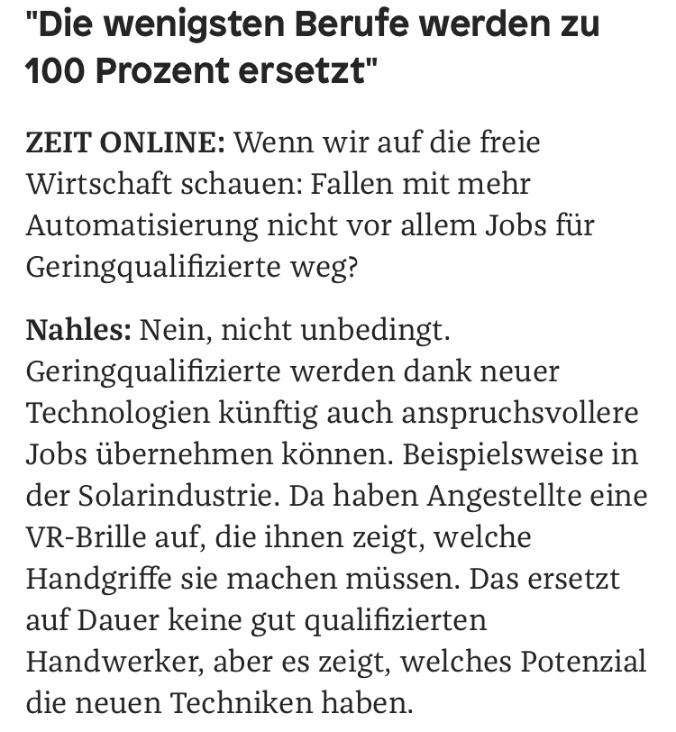 "Die wenigsten Berufe werden zu
100 Prozent ersetzt"
ZEIT ONLINE: Wenn wir auf die freie
Wirtschaft schauen: Fallen mit mehr
Automatisierung nicht vor allem Jobs für
Geringqualifizierte weg?
Nahles: Nein, nicht unbedingt.
Geringqualifizierte werden dank neuer
Technologien künftig auch anspruchsvollere
Jobs übernehmen können. Beispielsweise in
der Solarindustrie. Da haben Angestellte eine
VR-Brille auf, die ihnen zeigt, welche
Handgriffe sie machen müssen. Das ersetzt
auf Dauer keine gut qualifizierten
Handwerker, aber es zeigt, welches Potenzial
die neuen Techniken haben.